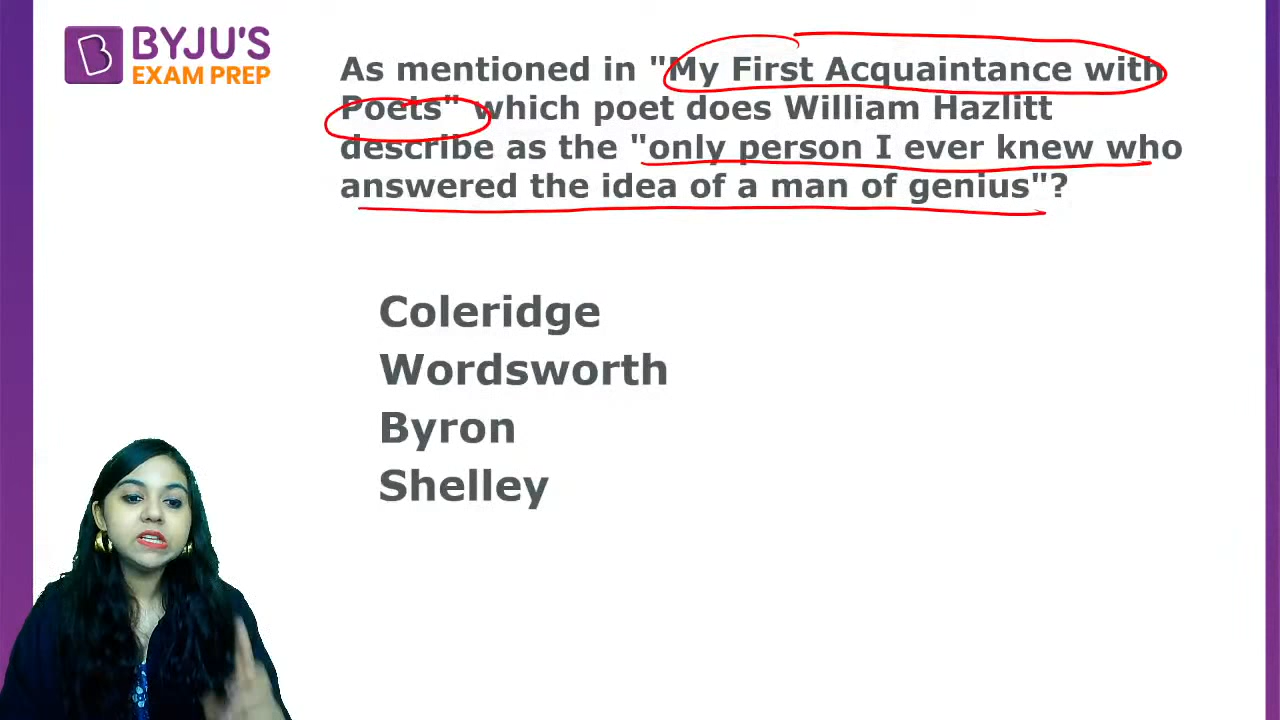 BYJU'S
EXAM PREP
As mentioned in "My First Acquaintance with
Poets" which poet does William Hazlitt
describe as the "only person I ever knew who
answered the idea of a man of genius"?
Coleridge
Wordsworth
Byron
Shelley